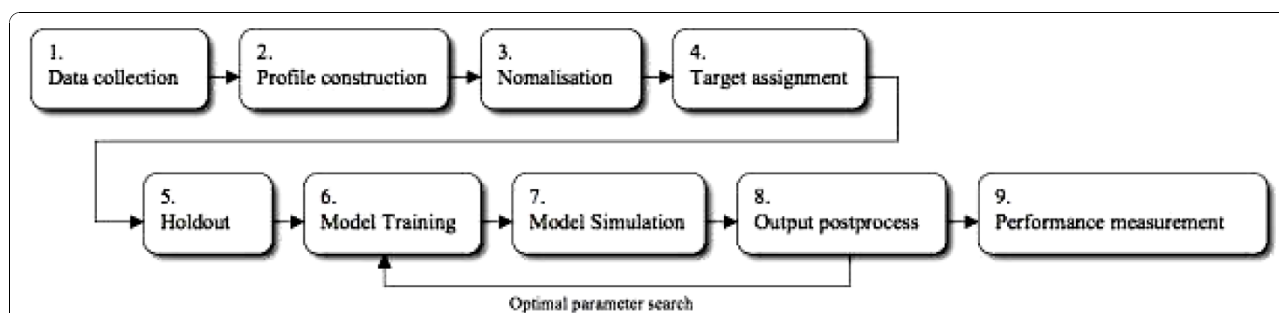 1.
Data collection
2.
Profile construction
3.
Nomalisation
4.
Target assignment
5.
Holdout
6.
Model Training
7.
Model Simulation
8.
Output postprocess
9.
Performance measurement
Optimal parameter search